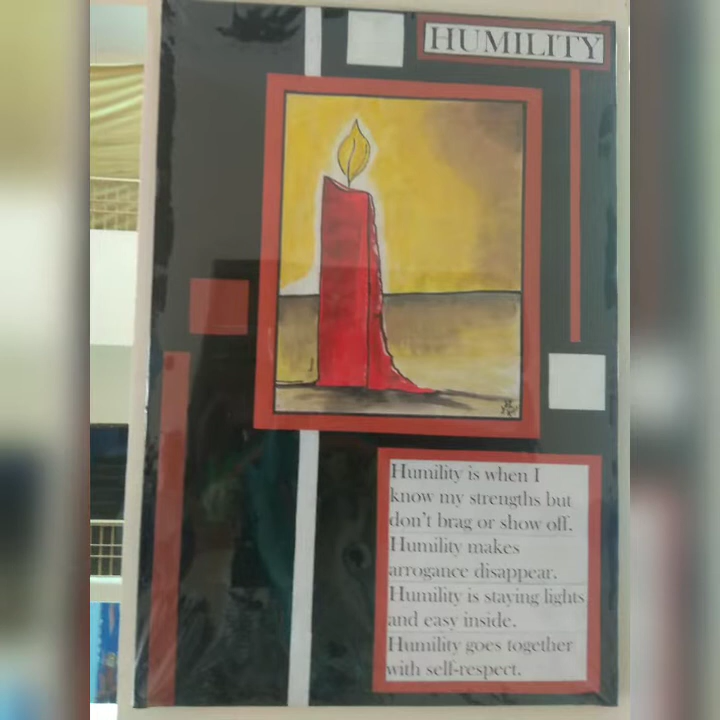 HUMILITY
Humility is when I
know my strengths but
don't brag or show off.
Humility makes
arrogance disappear.
Humility is staying lights
and easy inside.
Humility goes together
with self-respect.